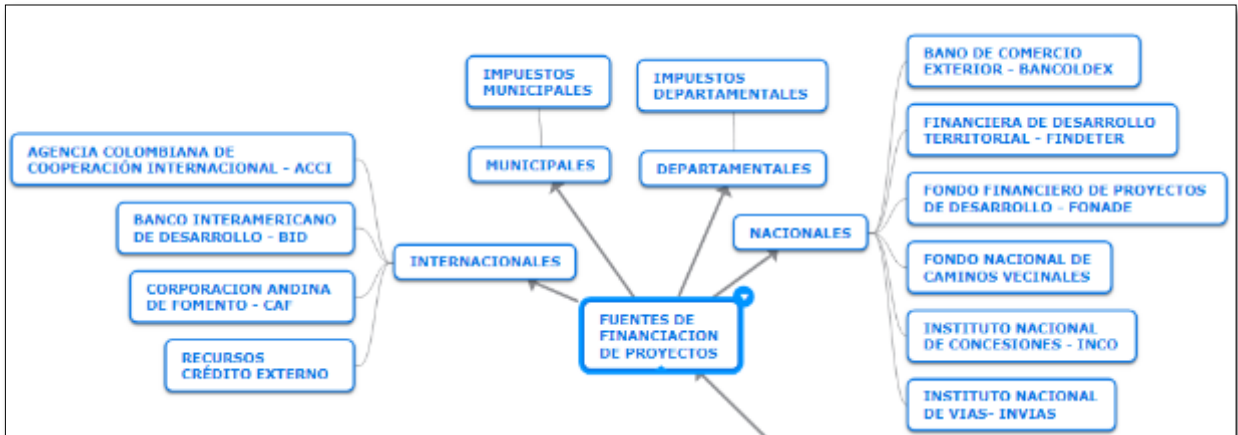 IMPUESTOS
MUNICIPALES
IMPUESTOS
DEPARTAMENTALES
BANO DE COMERCIO
EXTERIOR - BANCOLDEX
AGENCIA COLOMBIANA DE
COOPERACIÓN INTERNACIONAL - ACCI
MUNICIPALES
DEPARTAMENTALES
FINANCIERA DE DESARROLLO
TERRITORIAL - FINDETER
BANCO INTERAMERICANO
DE DESARROLLO - BID
NACIONALES
FONDO FINANCIERO DE PROYECTOS
DE DESARROLLO - FONADE
INTERNACIONALES
FONDO NACIONAL DE
CAMINOS VECINALES
CORPORACION ANDINA
DE FOMENTO - CAF
FUENTES DE
FINANCIACION
DE PROYECTOS
INSTITUTO NACIONAL
DE CONCESIONES - INCO
RECURSOS
CRÉDITO EXTERNO
INSTITUTO NACIONAL
DE VIAS- INVIAS